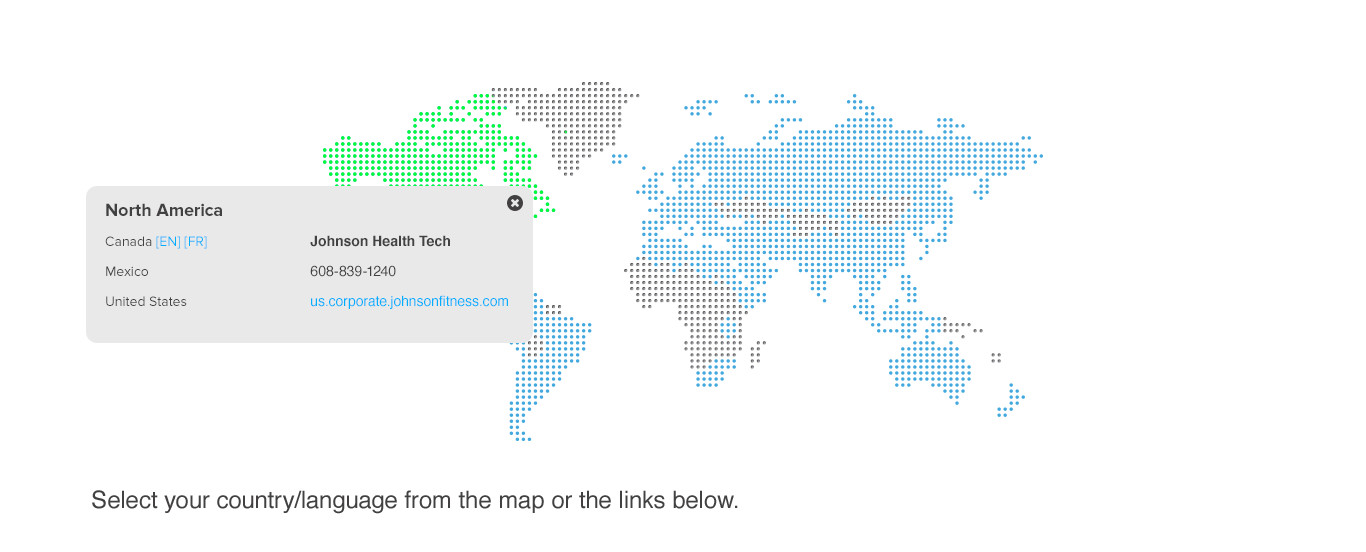 North America
Canada [EN] [FR]
Johnson Health Tech
Mexico
608-839-1240
United States
us.corporate.johnsonfitness.com
Select your country/language from the map or the links below.